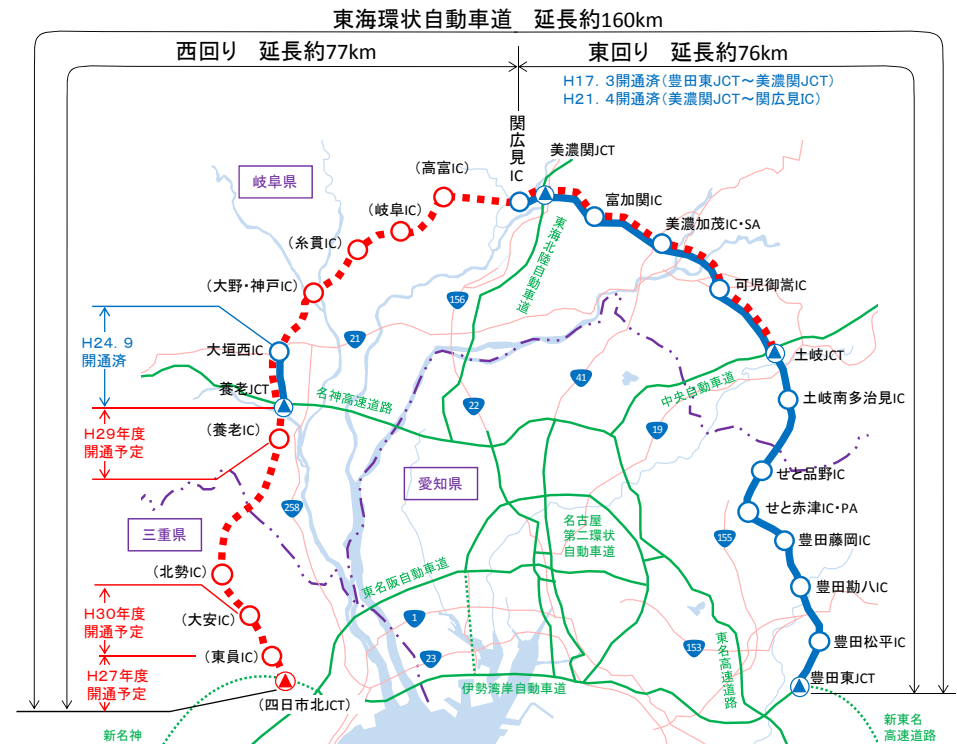 東海環状自動車道　延長約160km
西回り　延長約77km
東回り　延長約76km
H17. 3開通済(豊田東JCT～美濃関JCT)
H21. 4開通済(美濃関JCT～関広見IC)
関広見IC
美濃関JCT
(高富IC)
岐阜県
富加関IC
(岐阜IC)
美濃加茂IC・SA
(糸貫IC)
東海北陸自動車道
(大野・神戸IC)
可児御嵩IC
156
H24. 9
開通済
21
大垣西IC
土岐JCT
養老JCT
41
中央自動車道
名神高速道路
土岐南多治見IC
22
H29年度
開通予定
(養老IC)
19
せと品野IC
愛知県
258
せと赤津IC・PA
三重県
名古屋
第二環状
自動車道
155
豊田藤岡IC
(北勢IC)
東名阪自動車道
豊田勘八IC
H30年度
開通予定
(大安IC)
1
豊田松平IC
153
東名高速道路
(東員IC)
23
H27年度
開通予定
伊勢湾岸自動車道
豊田東JCT
(四日市北JCT)
新名神
新東名
高速道路